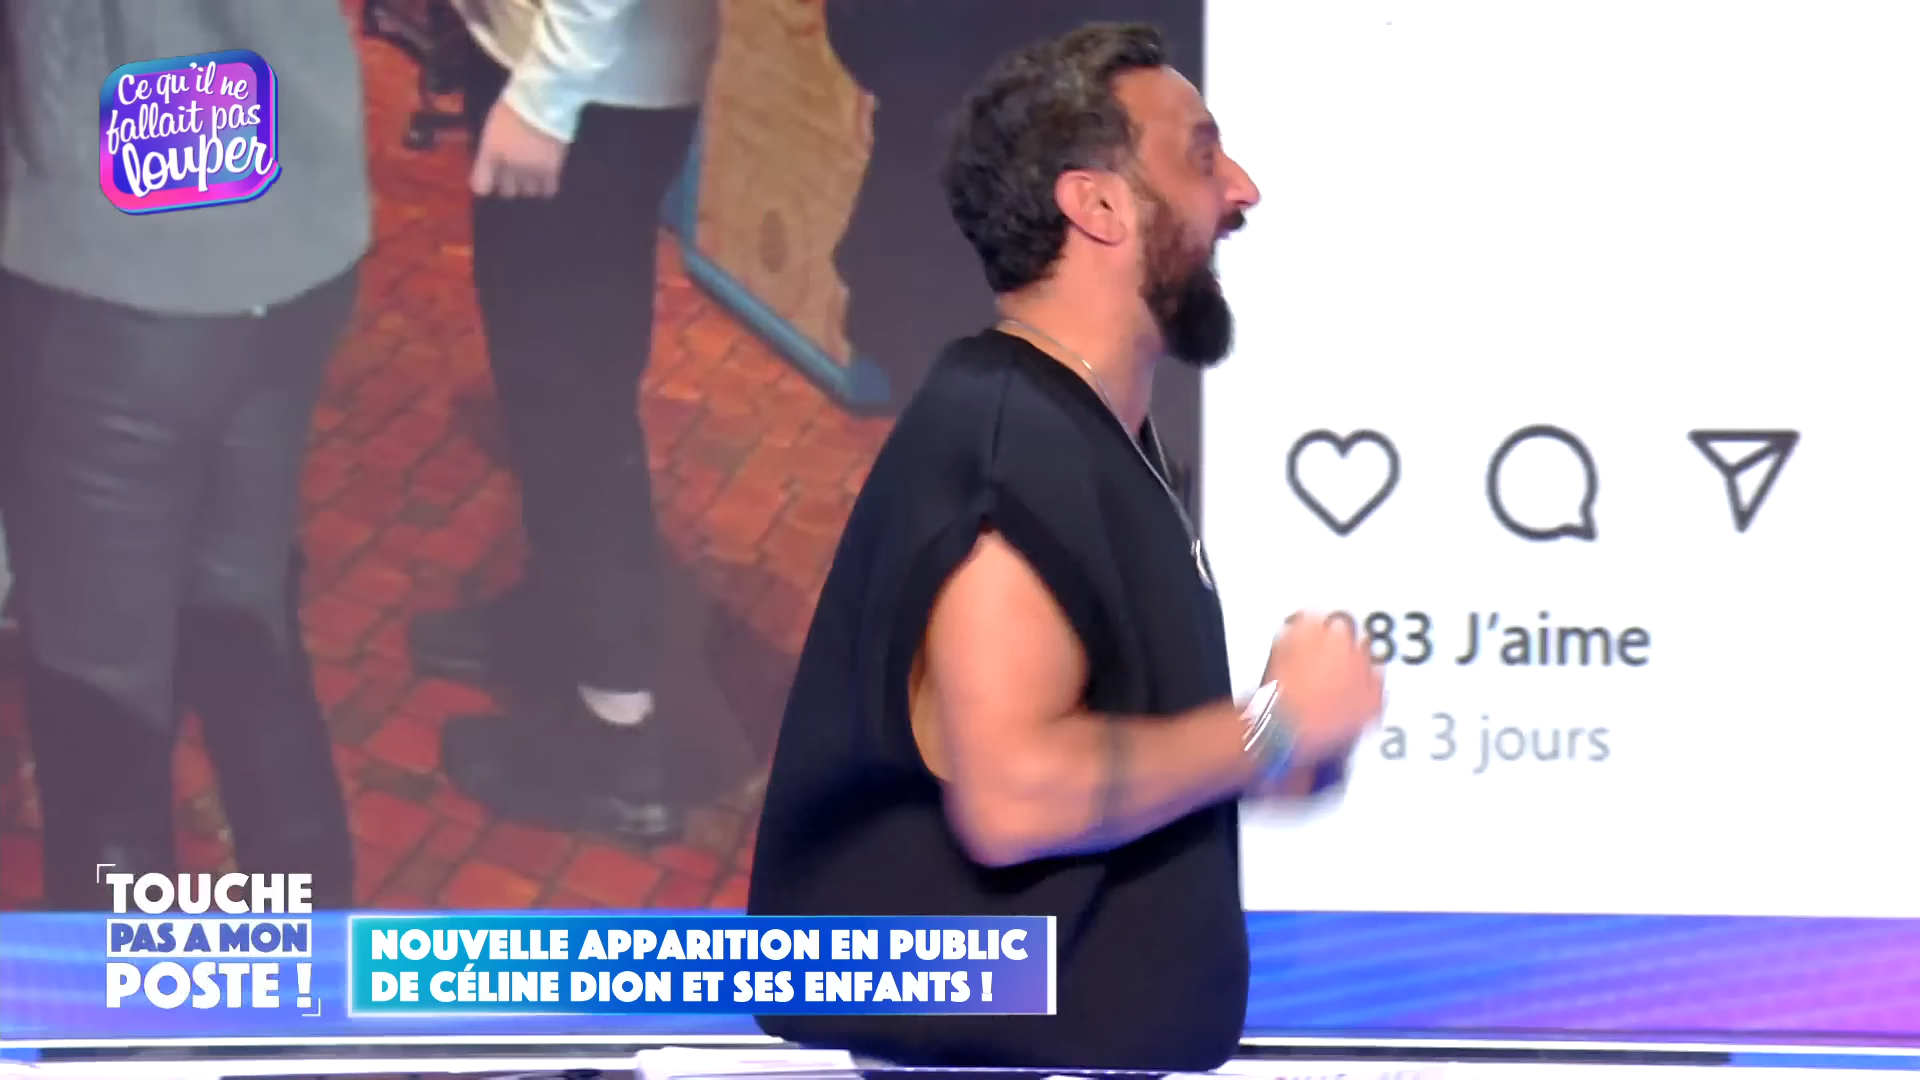 Ce qu'il ne
fallait pas
louper
83 J'aime
a 3 jours
TOUCHE
PAS A MON
POSTE !
NOUVELLE APPARITION EN PUBLIC
DE CÉLINE DION ET SES ENFANTS !